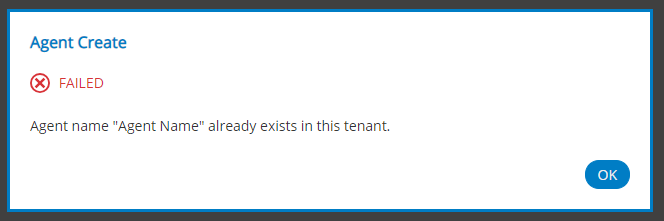 Agent Create
FAILED
Agent name "Agent Name" already exists in this tenant.
OK